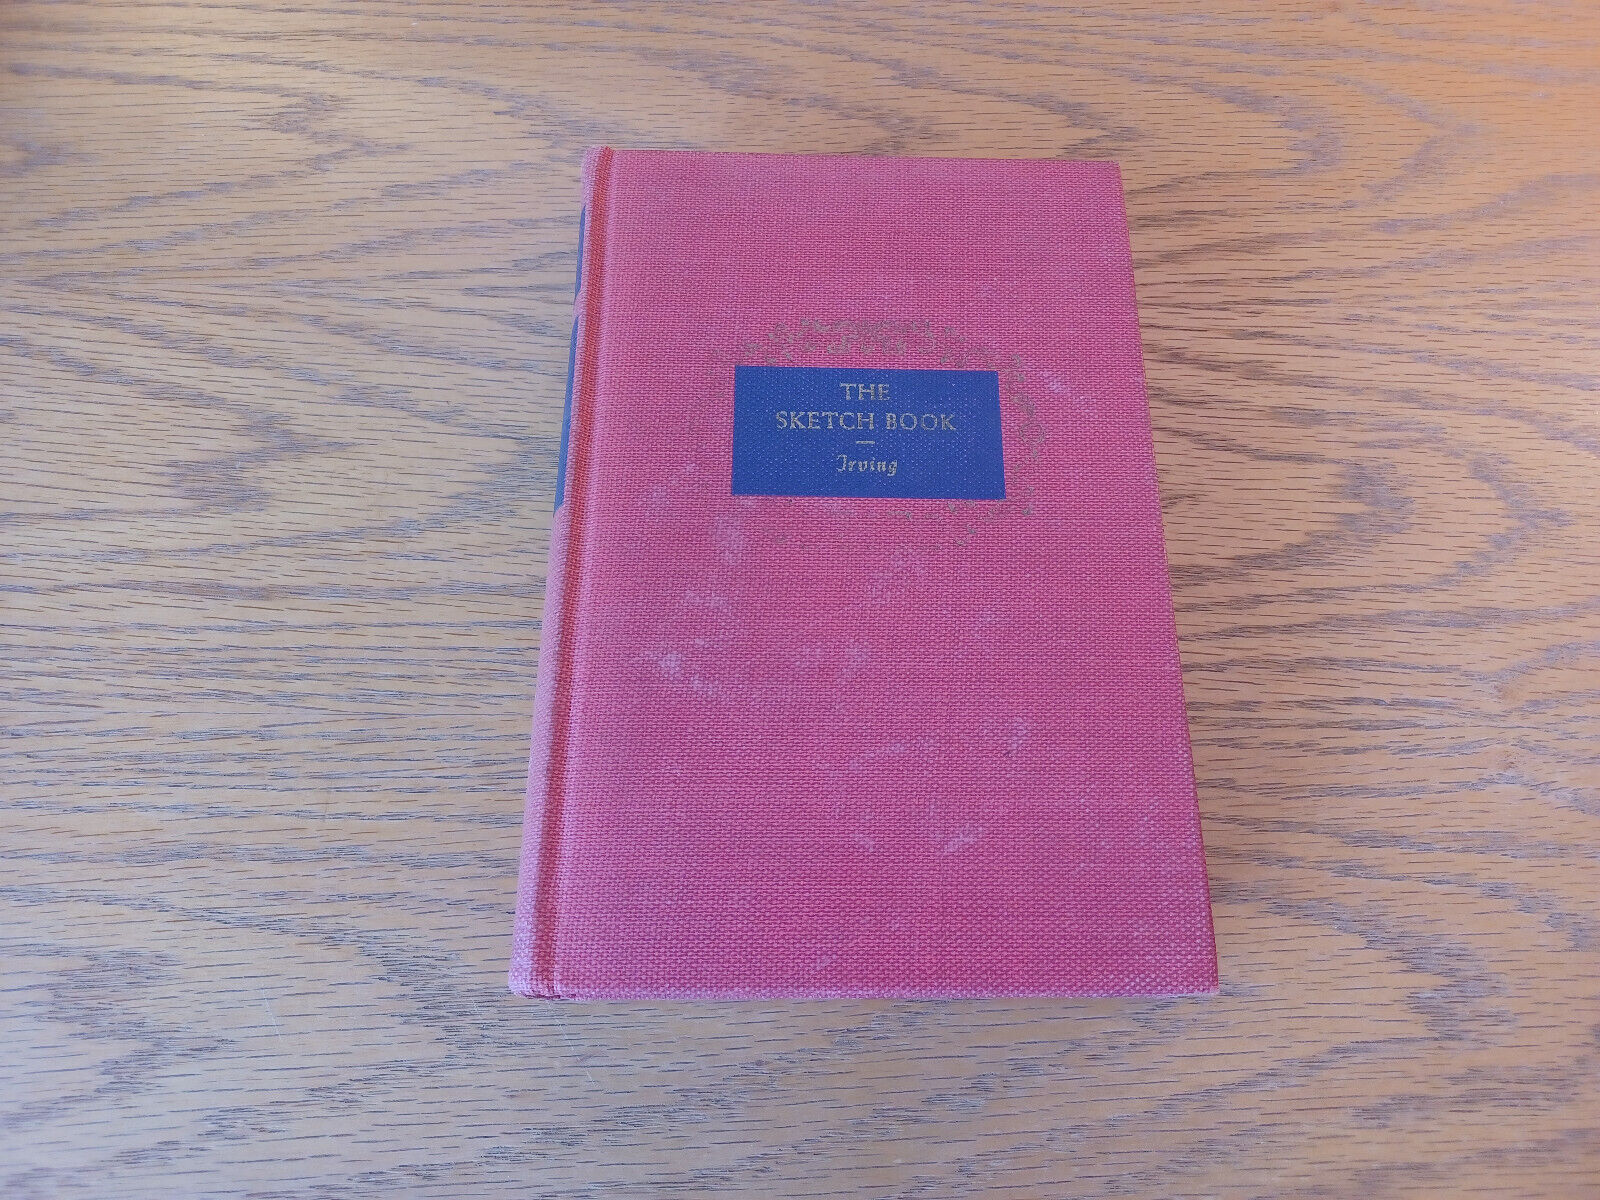 THE
SKETCH BOOK
Irving